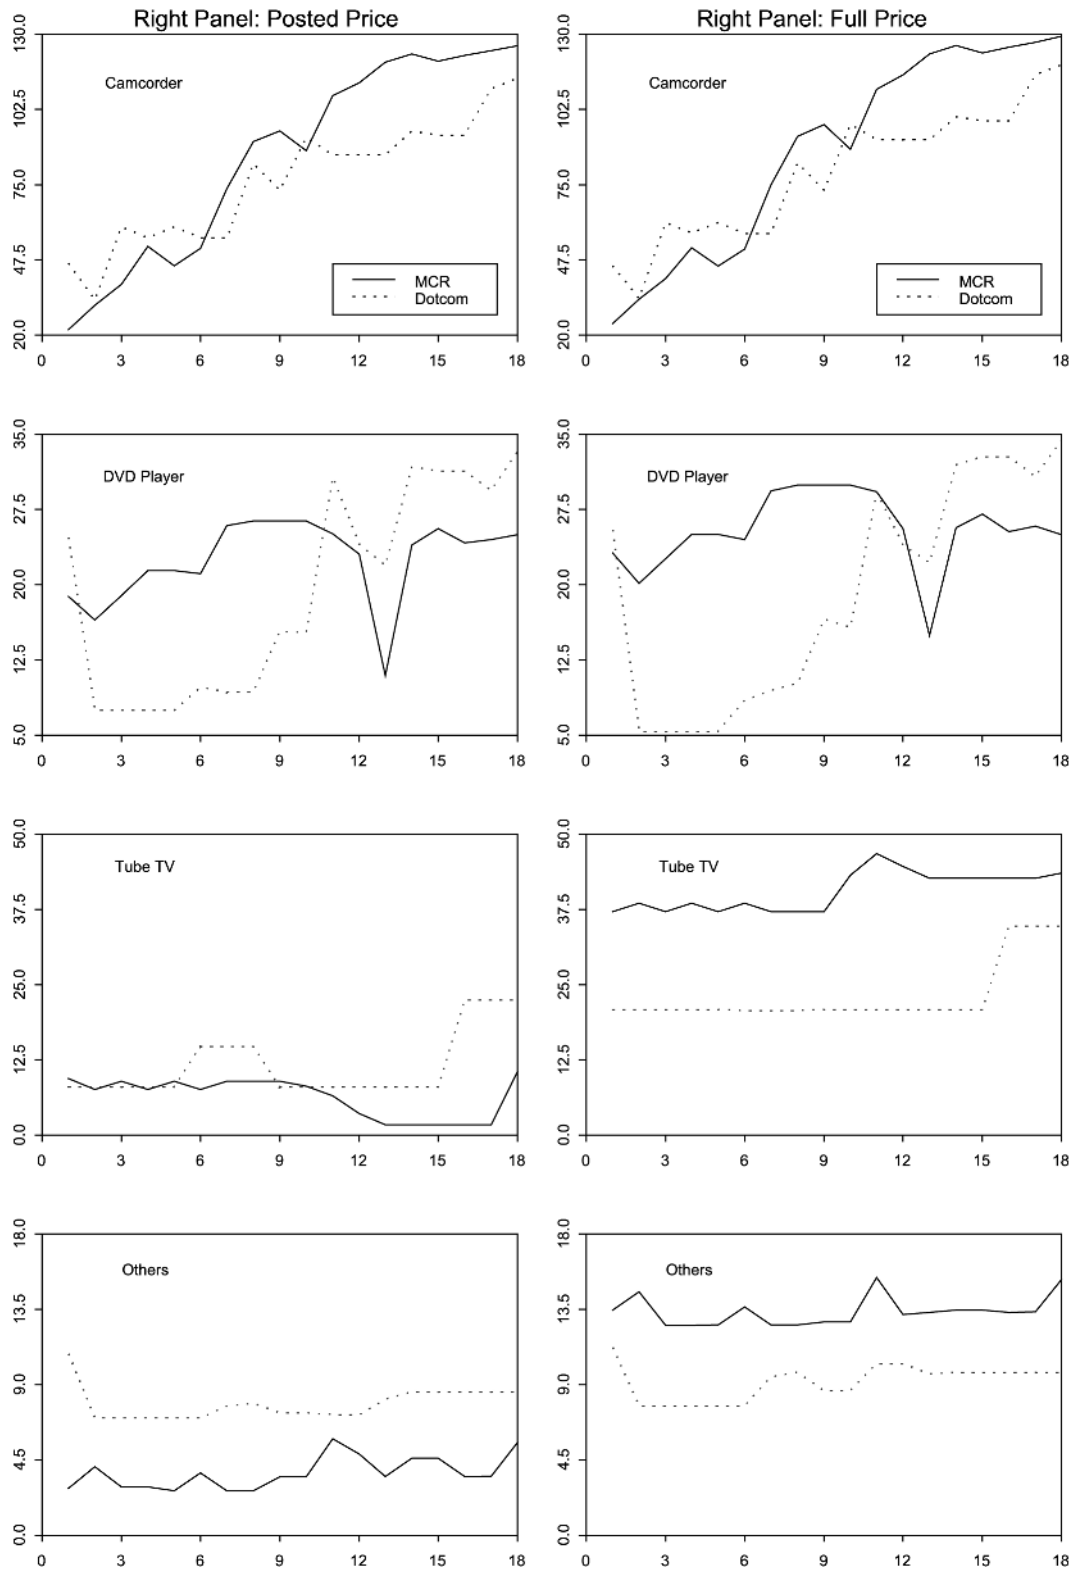 Right Panel: Posted Price
Right Panel: Full Price
130.0
102.5
75.0
47.5
20.0
Camcorder
MCR
Dotcom
0 3 6 9 12 15 18
130.0
102.5
75.0
47.5
20.0
Camcorder
MCR
Dotcom
0 3 6 9 12 15 18
35.0
27.5
20.0
12.5
5.0
DVD Player
0 3 6 9 12 15 18
35.0
27.5
20.0
12.5
5.0
DVD Player
0 3 6 9 12 15 18
50.0
37.5
25.0
12.5
0.0
Tube TV
0 3 6 9 12 15 18
50.0
37.5
25.0
12.5
0.0
Tube TV
0 3 6 9 12 15 18
18.0
13.5
9.0
4.5
0.0
Others
0 3 6 9 12 15 18
18.0
13.5
9.0
4.5
0.0
Others
0 3 6 9 12 15 18